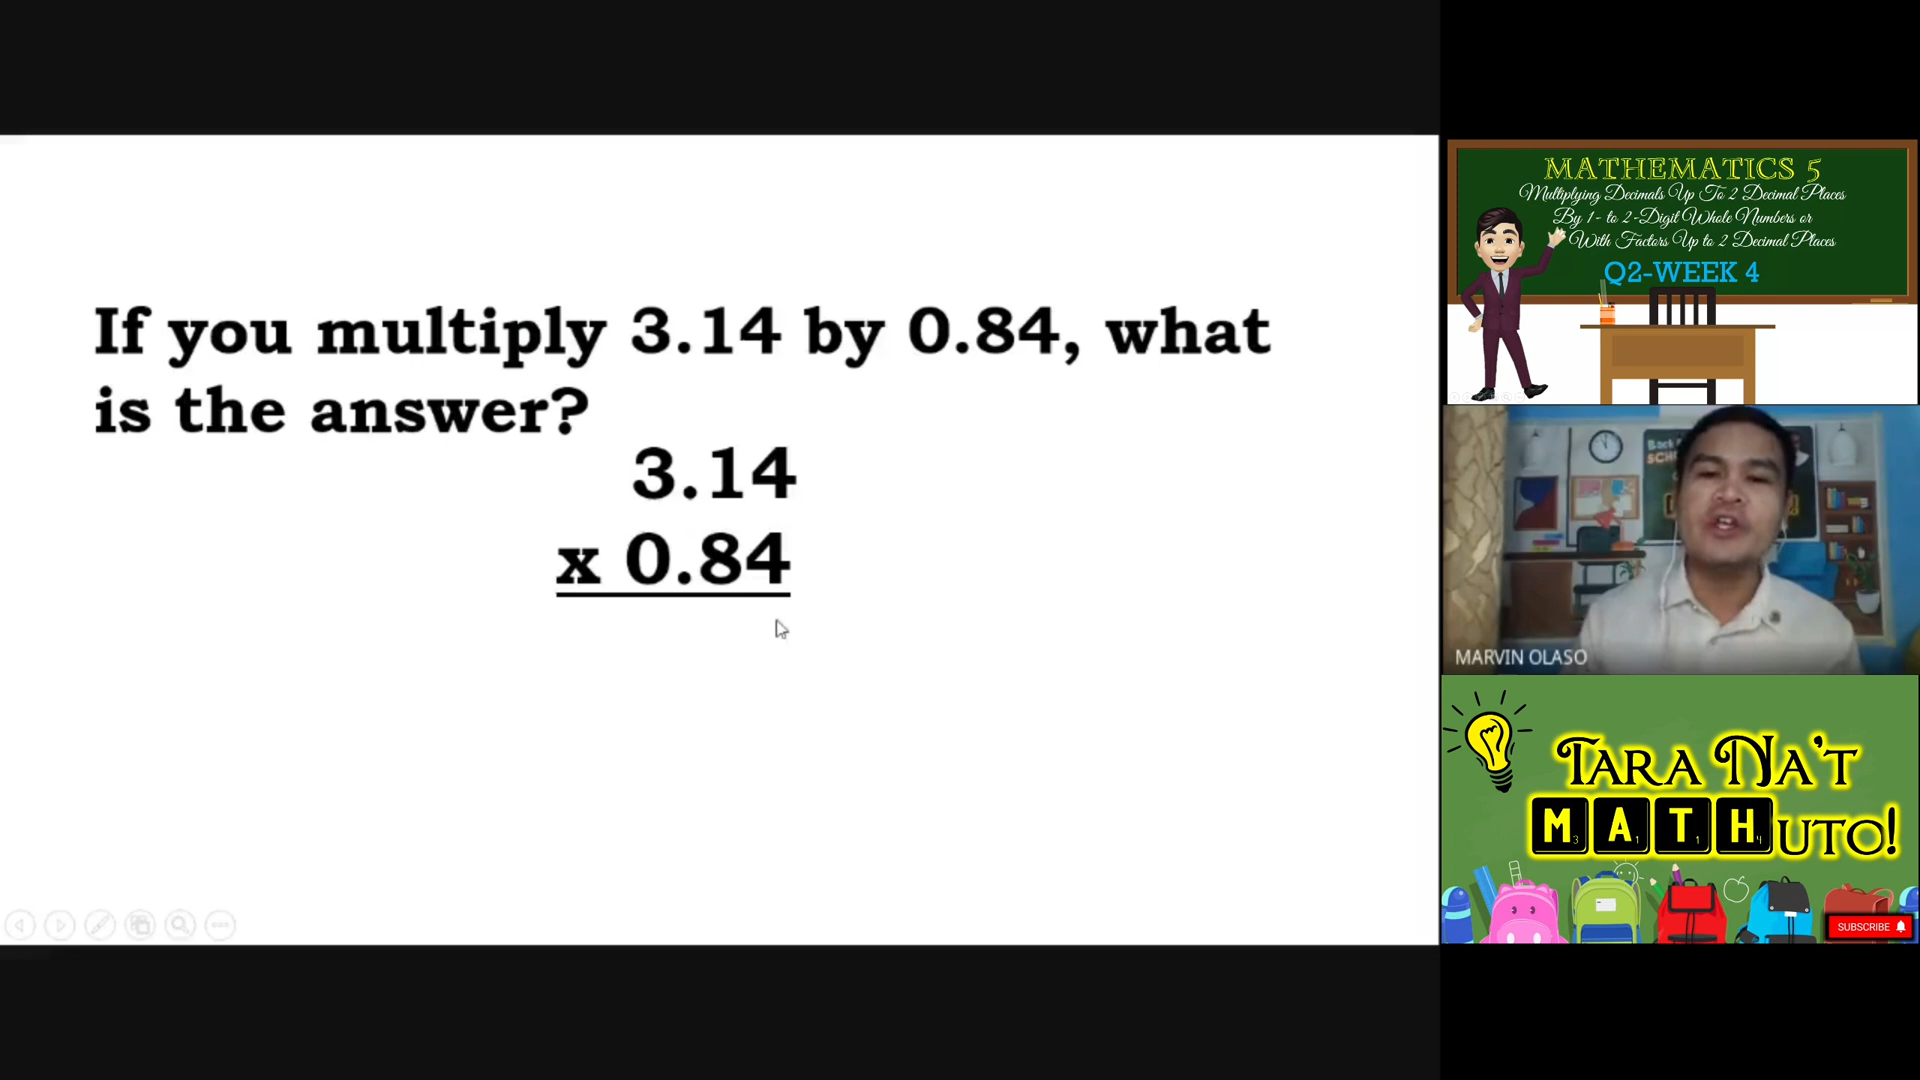 If you multiply 3.14 by 0.84, what
is the answer?
3.14
x 0.84
MATHEMATICS 5
Multiplying Decimals Up To 2 Decimal Places
By 1- to 2-Digit Whole Numbers or
With Factors Up to 2 Decimal Places
Q2-WEEK 4
MARVIN OLASO
TARA NA'T
MATHUTO!
SUBSCRIBE